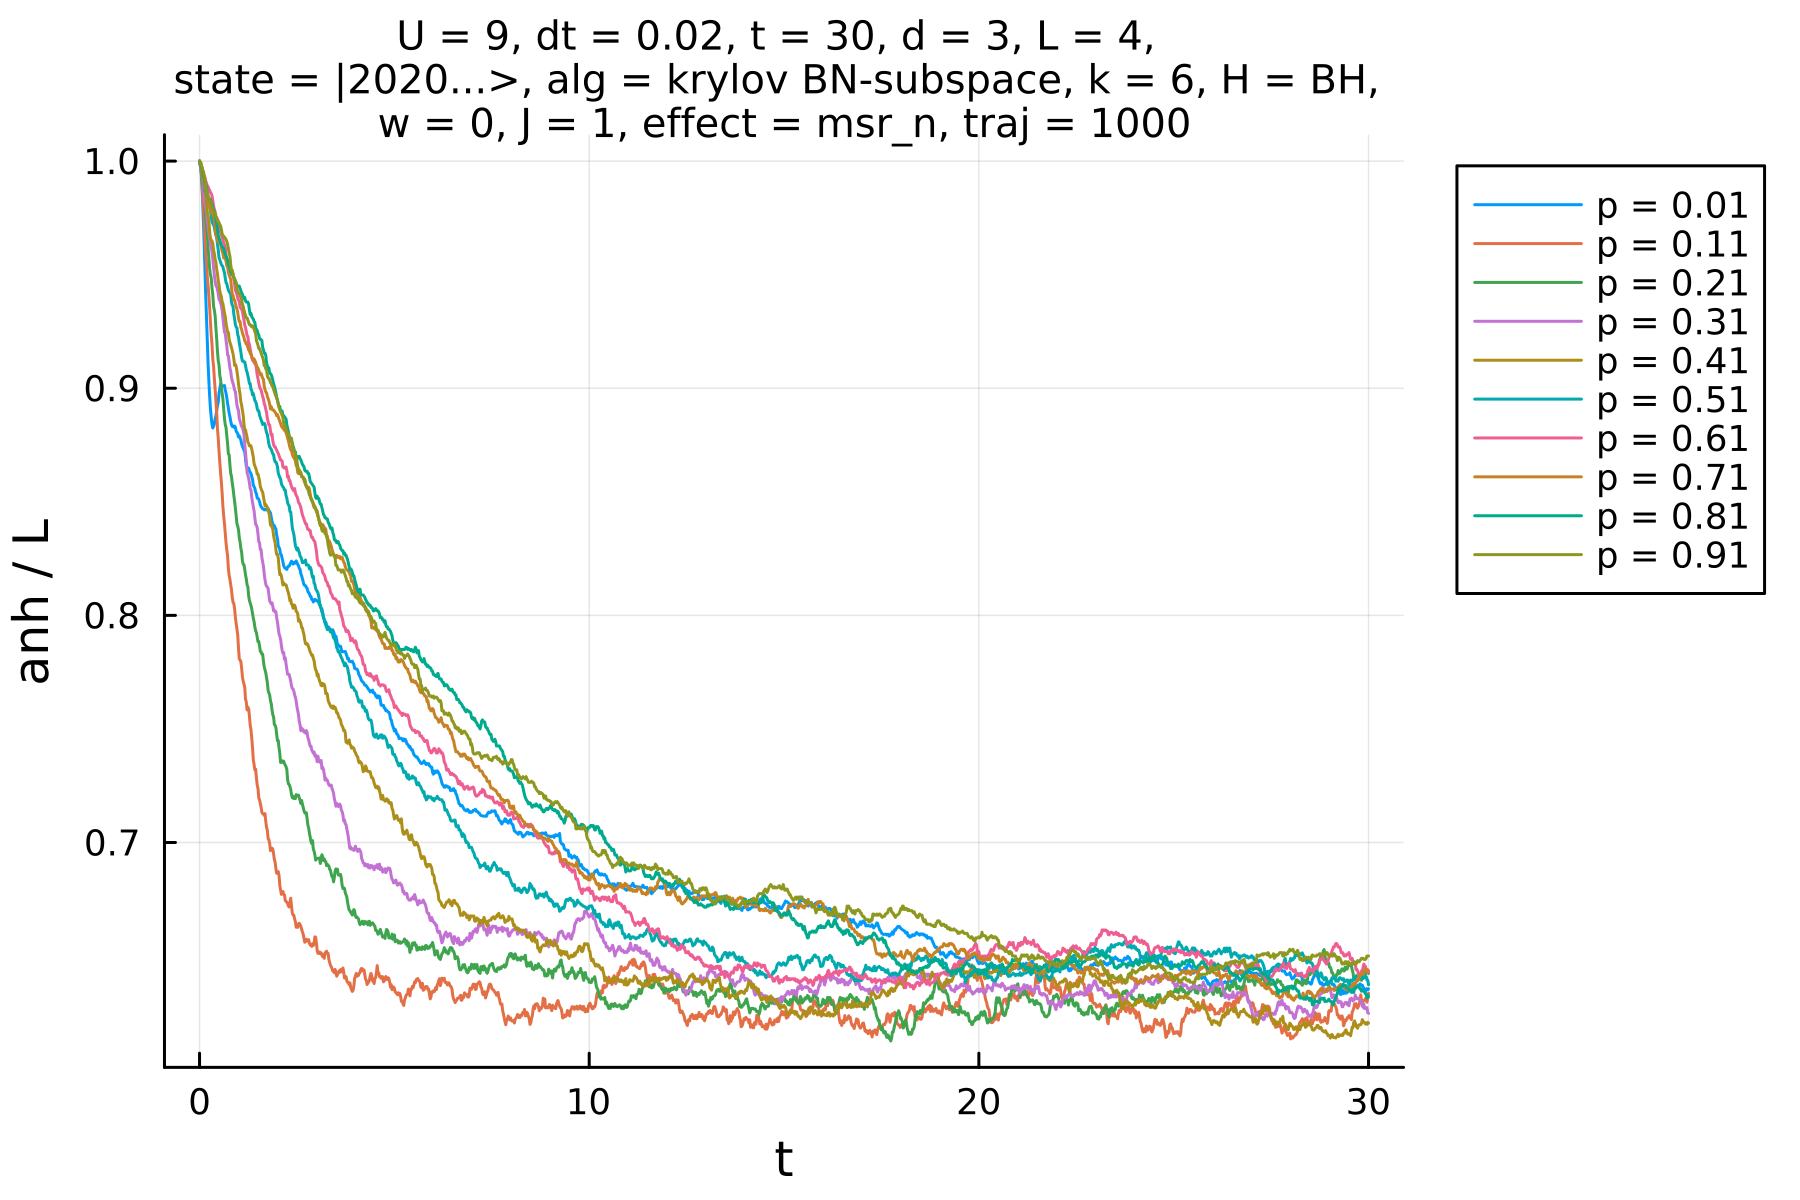 U = 9, dt = 0.02, t = 30, d = 3, L = 4,
state = |2020...>, alg = krylov BN-subspace, k = 6, H = BH,
w = 0, J = 1, effect = msr_n, traj = 1000
anh / L
1.0
0.9
0.8
0.7
0
10
20
30
t
p = 0.01
p = 0.11
p = 0.21
p = 0.31
p = 0.41
p = 0.51
p = 0.61
p = 0.71
p = 0.81
p = 0.91